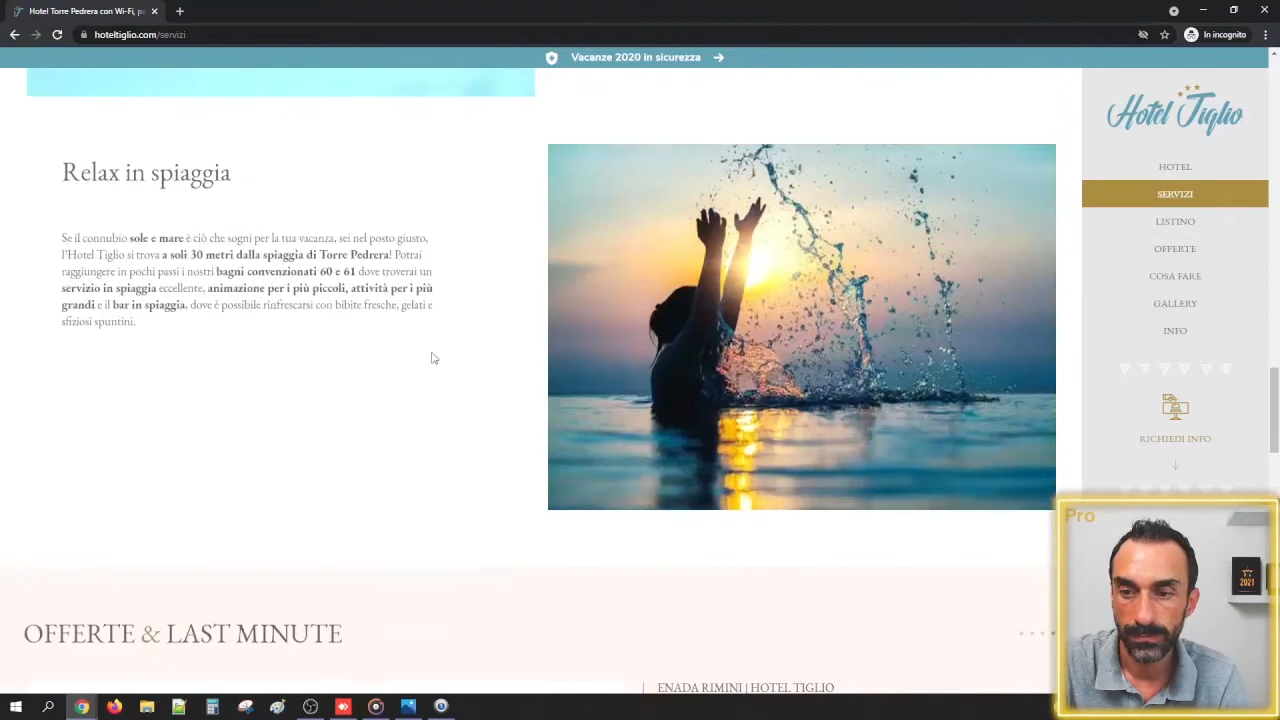 Hotel Torre Pedrera con Wi-Fi, pa
hoteltiglio.com/servizi
In incognito
Vacanze 2020 in sicurezza
Hotel Tiglio
HOTEL
SERVIZI
LISTINO
OFFERTE
COSA FARE
GALLERY
INFO
RICHIEDI INFO
Relax in spiaggia
Se il connubio sole e mare è ciò che sogni per la tua vacanza, sei nel posto giusto,
l'Hotel Tiglio si trova a soli 30 metri dalla spiaggia di Torre Pedrera! Potrai
raggiungere in pochi passi i nostri bagni convenzionati 60 e 61 dove troverai un
servizio in spiaggia eccellente, animazione per i più piccoli, attività per i più
grandi e il bar in spiaggia, dove è possibile rinfrescarsi con bibite fresche, gelati e
sfiziosi spuntini.
Pro
2021
OFFERTE & LAST MINUTE
ENADA RIMINI | HOTEL TIGLIO